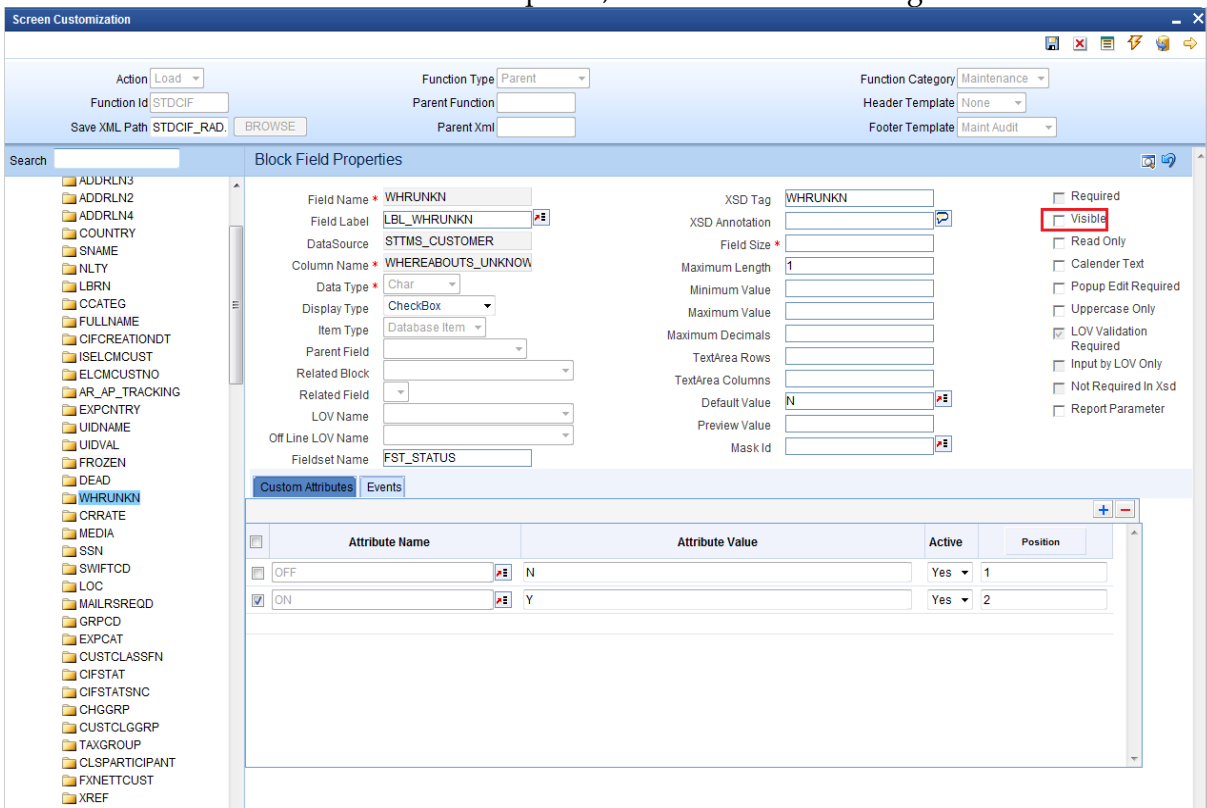 Screen Customization
Action Load
Function Type Parent
Function Category Maintenance
Function Id STDCIF
Parent Function
Header Template None
Save XML Path STDCIF_RAD. BROWSE
Parent Xml
Footer Template Maint Audit
Search
ADDRLN3
ADDRLN2
ADDRLN4
COUNTRY
SNAME
NLTY
LBRN
CCATEG
FULLNAME
CIFCREATIONDT
ISELCMCUST
ELCMCUSTNO
AR_AP_TRACKING
EXPCNTRY
UIDNAME
UIDVAL
FROZEN
DEAD
WHRUNKN
CRRATE
MEDIA
SSN
SWIFTCD
LOC
MAILRSREQD
GRPCD
EXPCAT
CUSTCLASSFN
CIFSTAT
CIFSTATSNC
CHGGRP
CUSTCLGGRP
TAXGROUP
CLSPARTICIPANT
FXNETTCUST
XREF
Block Field Properties
Field Name * WHRUNKN
Field Label LBL_WHRUNKN
DataSource STTMS_CUSTOMER
Column Name * WHEREABOUTS_UNKNOW
Data Type * Char
Display Type CheckBox
Item Type Database Item
Parent Field
Related Block
Related Field
LOV Name
Off Line LOV Name
Fieldset Name FST_STATUS
XSD Tag WHRUNKN
XSD Annotation
Field Size *
Maximum Length 1
Minimum Value
Maximum Value
Maximum Decimals
TextArea Rows
TextArea Columns
Default Value N
Preview Value
Mask Id
Required
Visible
Read Only
Calender Text
Popup Edit Required
Uppercase Only
LOV Validation
Required
Input by LOV Only
Not Required In Xsd
Report Parameter
Custom Attributes Events
Attribute Name Attribute Value Active Position
OFF N Yes 1
ON Y Yes 2